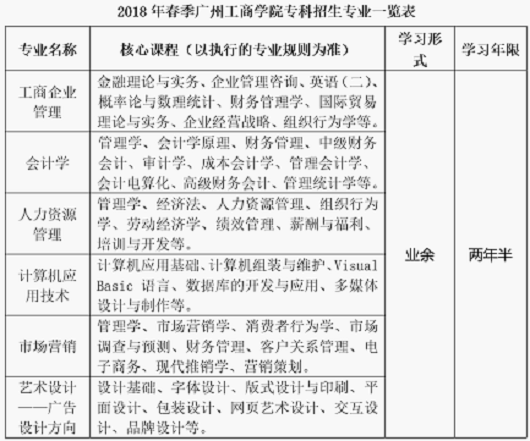 2018年春季广州工商学院专科招生专业一览表
专业名称
核心课程（以执行的专业规则为准）
学习形
式
学习年限
工商企业
管理
金融理论与实务、企业管理咨询、英语(二)、
概率论与数理统计、财务管理学、国际贸易
理论与实务、企业经营战略、组织行为学等。
会计学
管理学、会计学原理、财务管理、中级财务
会计、审计学、成本会计学、管理会计学、
会计电算化、高级财务会计、管理统计学等。
人力资源
管理
管理学、经济法、人力资源管理、组织行为
学、劳动经济学、绩效管理、薪酬与福利、
培训与开发等。
计算机应
用技术
计算机应用基础、计算机组装与维护、Visual
Basic 语言、数据库的开发与应用、多媒体
设计与制作等。
市场营销
管理学、市场营销学、消费者行为学、市场
调查与预测、财务管理、客户关系管理、电
子商务、现代推销学、营销策划。
艺术设计
——广告
设计方向
设计基础、字体设计、版式设计与印刷、平
面设计、包装设计、网页艺术设计、交互设
计、品牌设计等。
业余
两年半